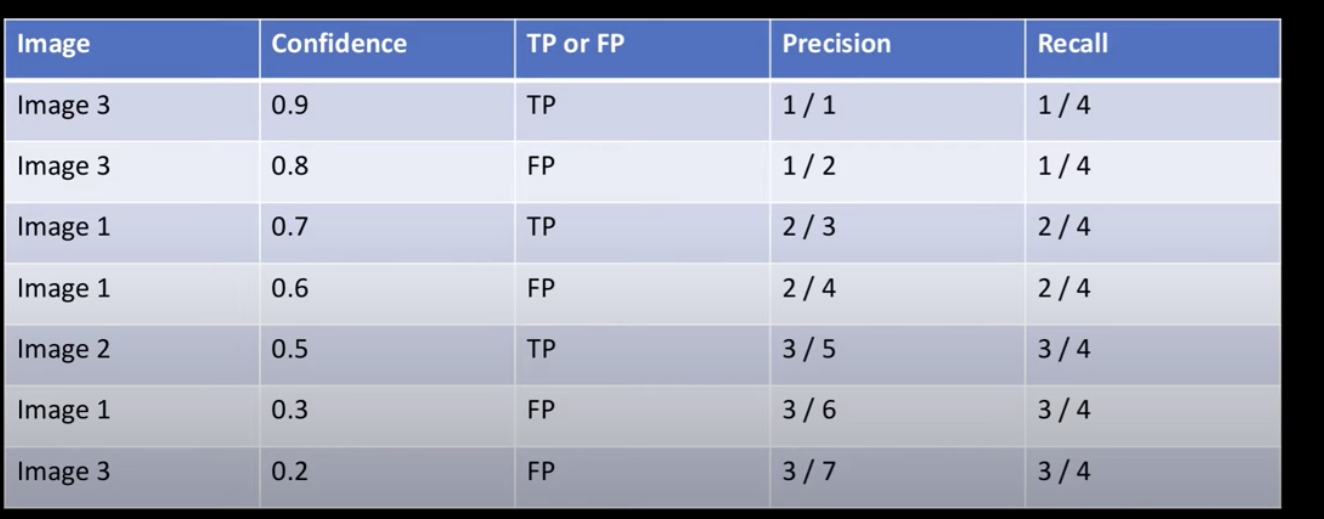 Image Confidence TP or FP Precision Recall
Image 3 0.9 TP 1 / 1 1 / 4
Image 3 0.8 FP 1 / 2 1 / 4
Image 1 0.7 TP 2 / 3 2 / 4
Image 1 0.6 FP 2 / 4 2 / 4
Image 2 0.5 TP 3 / 5 3 / 4
Image 1 0.3 FP 3 / 6 3 / 4
Image 3 0.2 FP 3 / 7 3 / 4